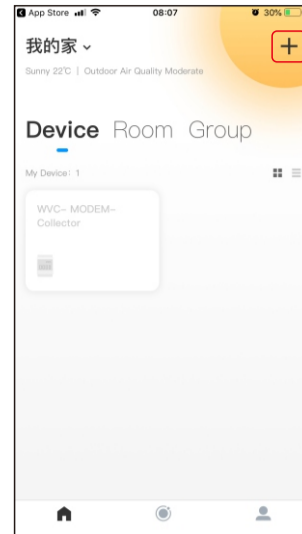 App Store 08:07 30%
我的家
Sunny 22℃ | Outdoor Air Quality Moderate
Device Room Group
My Device: 1
WVC- MODEM-
Collector